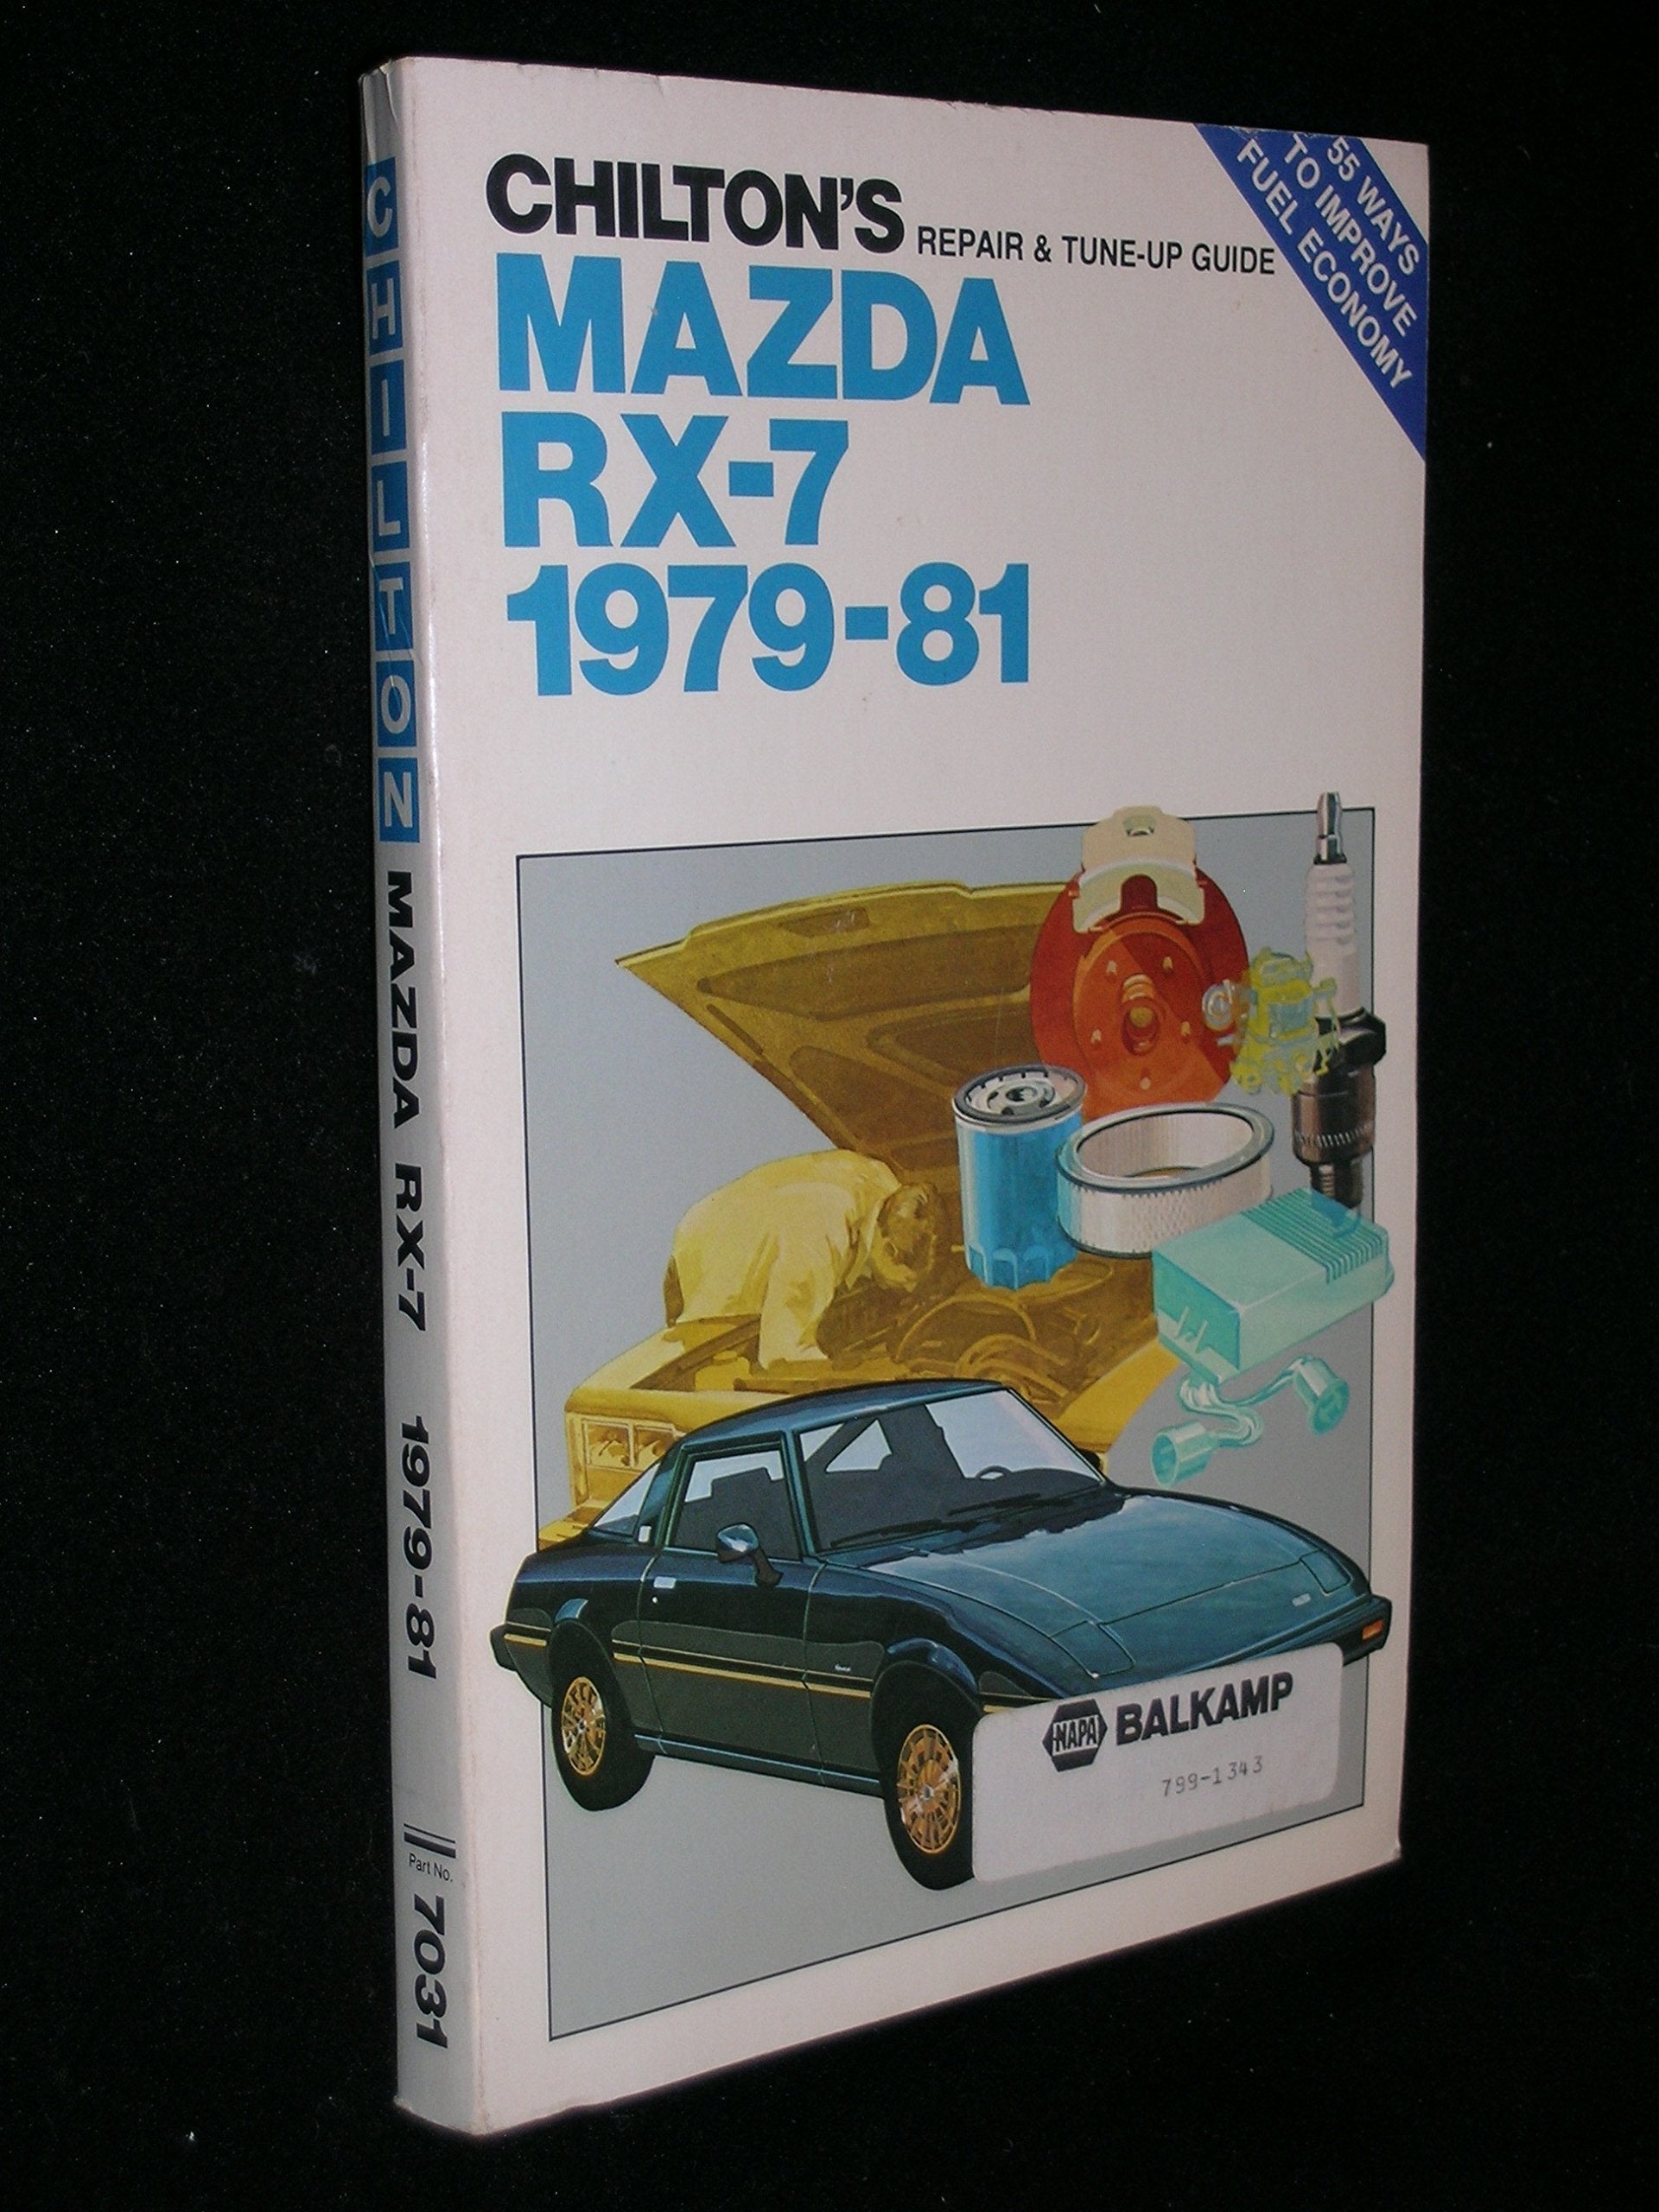 CHILTON'S REPAIR & TUNE-UP GUIDE
MAZDA
RX-7
1979-81
55 WAYS
TO IMPROVE
FUEL ECONOMY
NAPA BALKAMP
799-1343
CHILTON MAZDA RX-7 1979-81 Part No. 7031